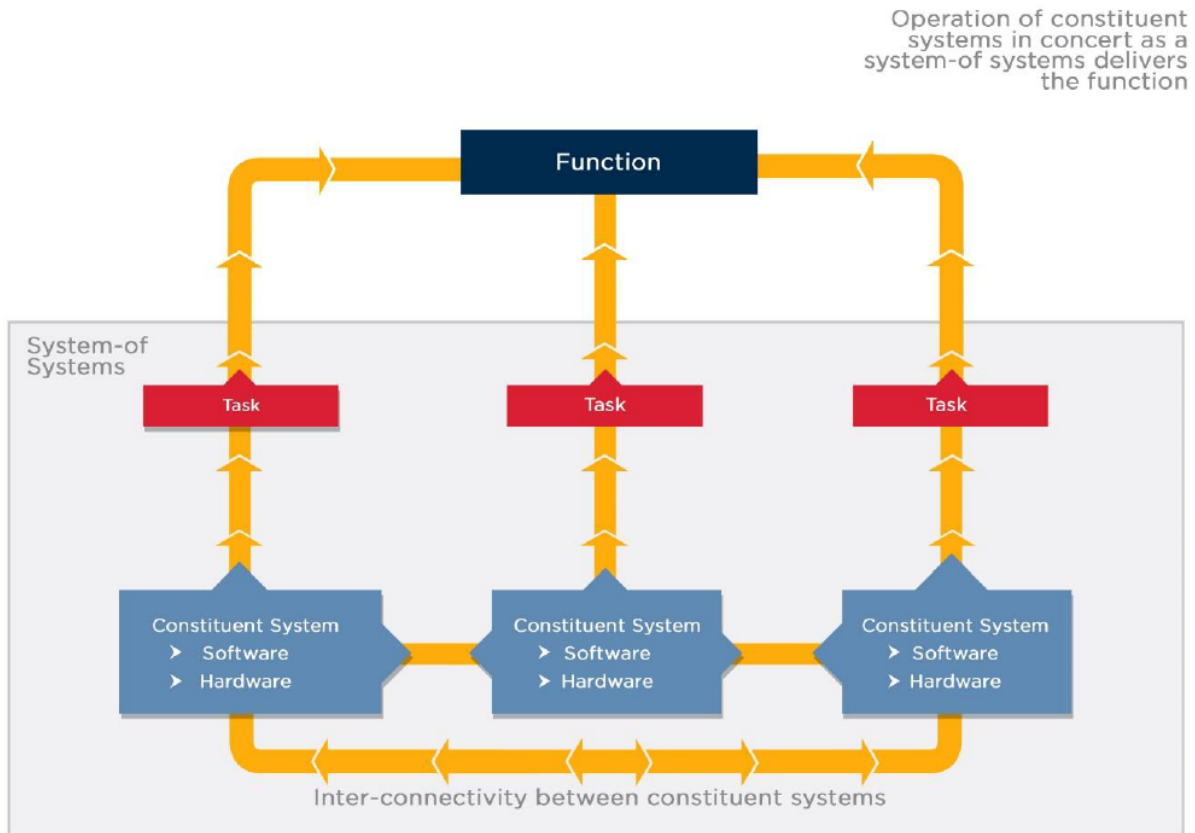 Operation of constituent
systems in concert as a
system-of systems delivers
the function
Function
System-of
Systems
Task
Task
Task
Constituent System
➤ Software
➤ Hardware
Constituent System
➤ Software
➤ Hardware
Constituent System
➤ Software
➤ Hardware
Inter-connectivity between constituent systems